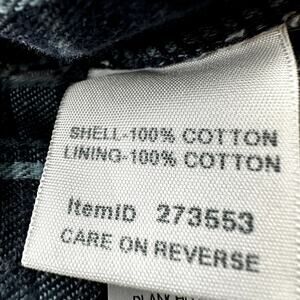 SHELL-100% COTTON
LINING-100% COTTON
ItemID 273553
CARE ON REVERSE